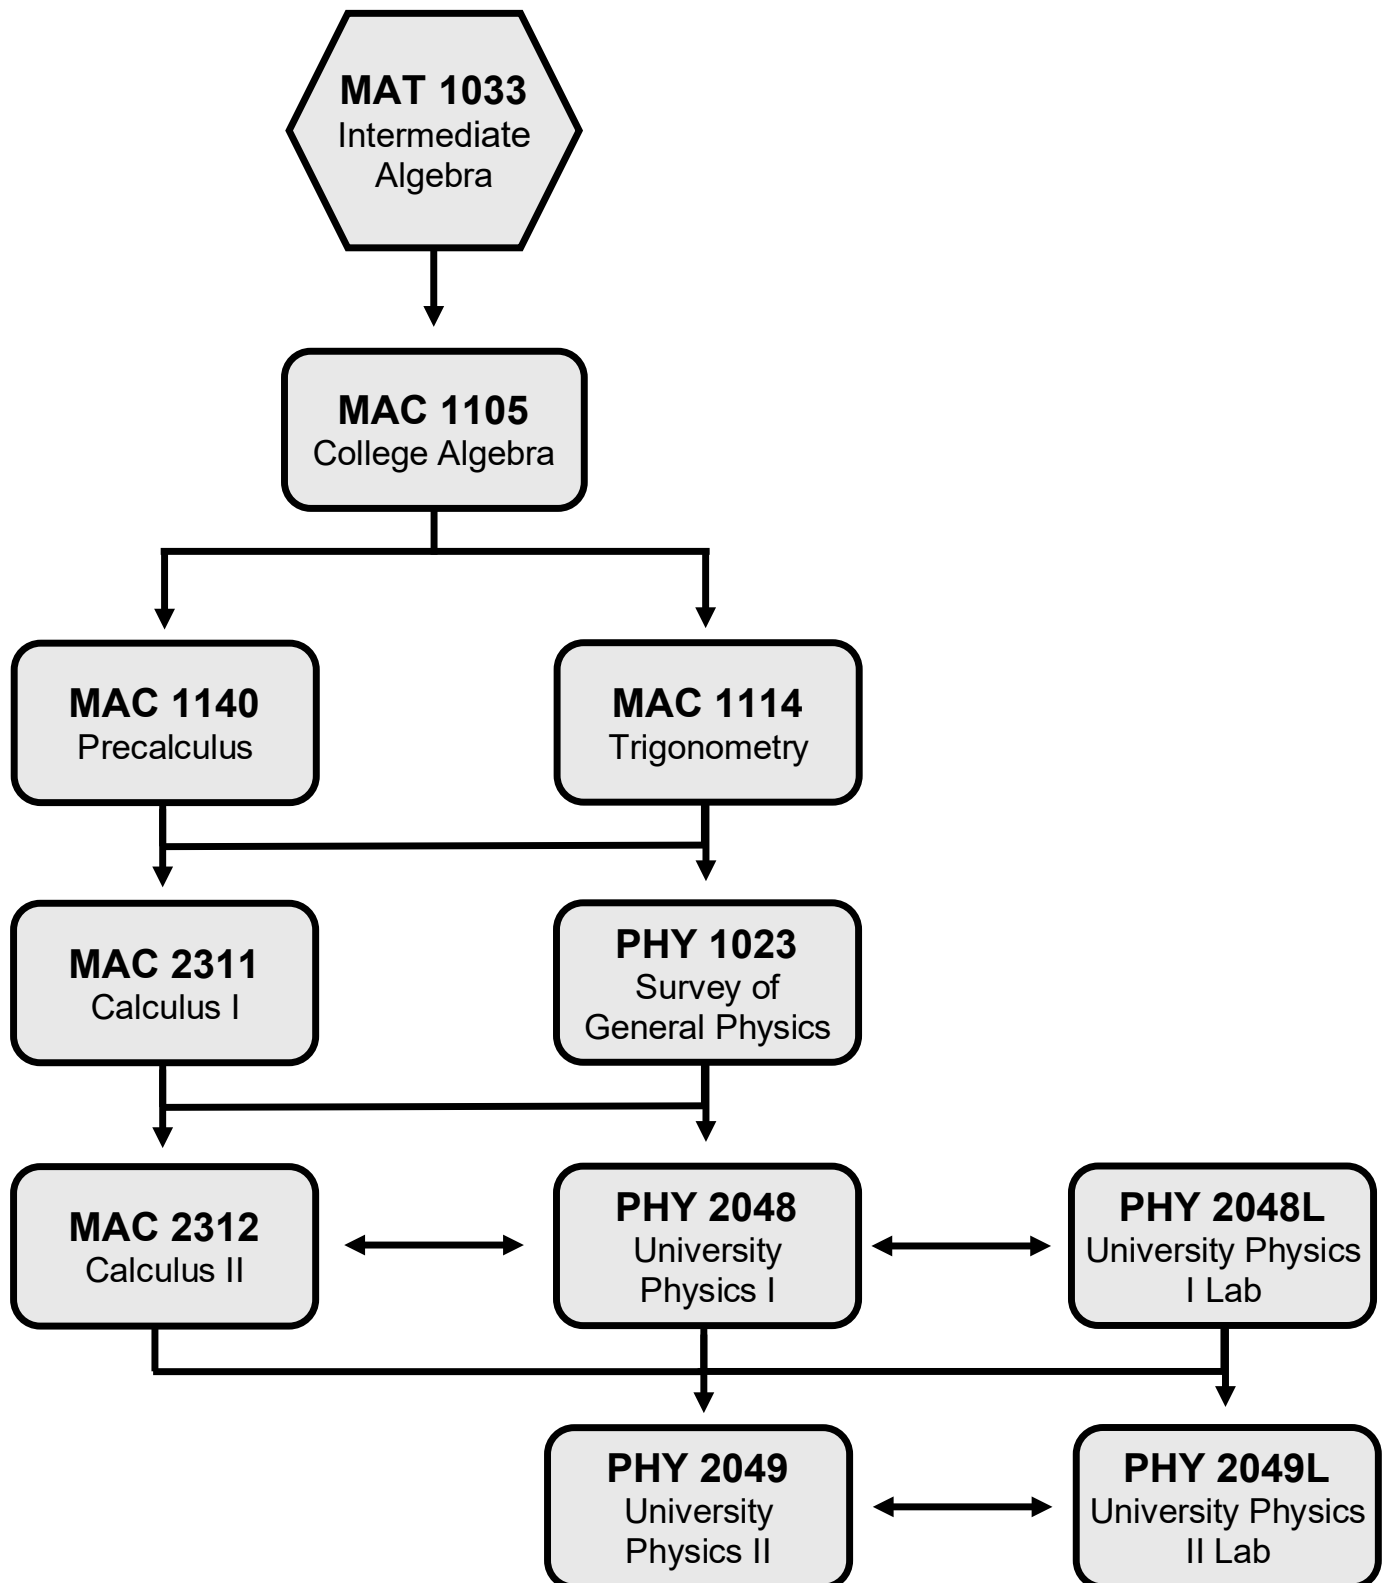 MAT 1033
Intermediate
Algebra
MAC 1105
College Algebra
MAC 1140
Precalculus
MAC 1114
Trigonometry
MAC 2311
Calculus I
PHY 1023
Survey of
General Physics
MAC 2312
Calculus II
PHY 2048
University
Physics I
PHY 2048L
University Physics
I Lab
PHY 2049
University
Physics II
PHY 2049L
University Physics
II Lab